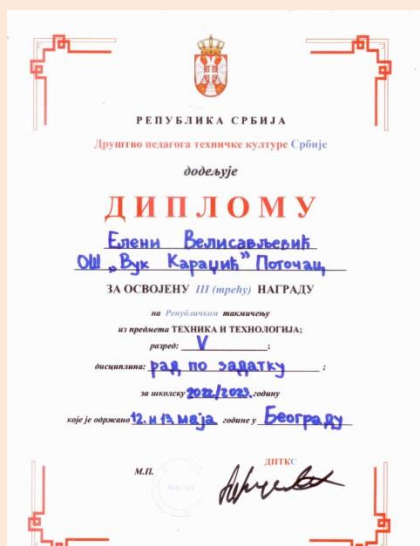 РЕПУБЛИКА СРБИЈА
Друштво педагога техничке културе Србије
додељује
ДИПЛОМУ
Елени Велисављевић
ОШ „Вук Караџић” Поточац
ЗА ОСВОЈЕНУ III (трећу) НАГРАДУ
на Републичком такмичењу
из предмета ТЕХНИКА И ТЕХНОЛОГИЈА;
разред: V ;
дисциплина: рад по задатку ;
за школску 2022/2023. годину
које је одржано 12. и 13. маја године у Београду
М.П.
ДПТКС